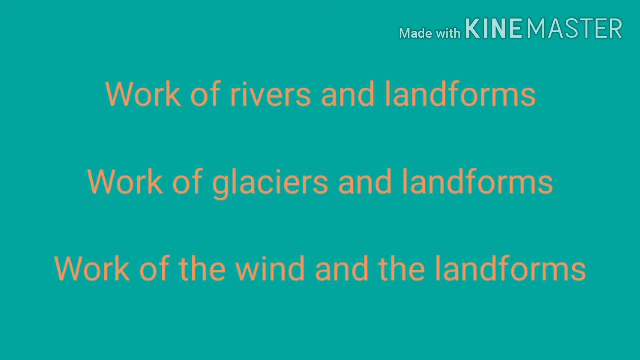 Made with KINEMASTER
Work of rivers and landforms
Work of glaciers and landforms
Work of the wind and the landforms